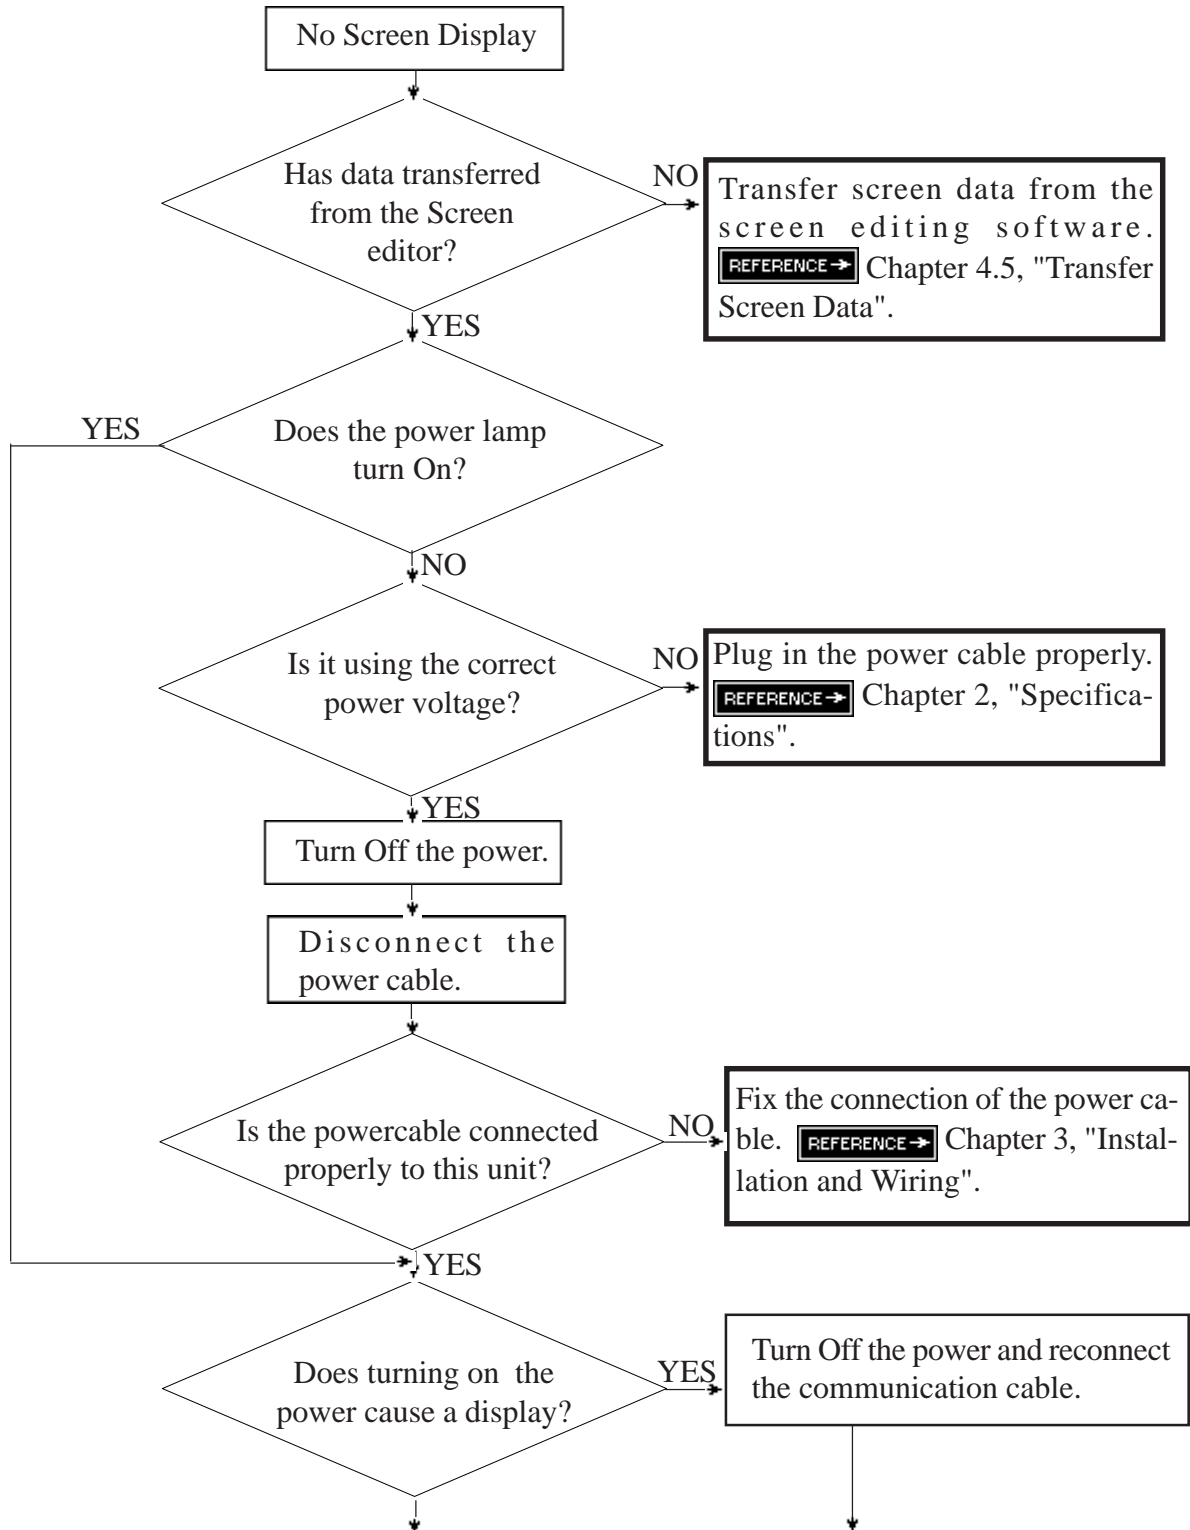 No Screen Display
Has data transferred
from the Screen
editor?
NO
Transfer screen data from the
screen editing software.
REFERENCE Chapter 4.5, "Transfer
Screen Data".
YES
YES
Does the power lamp
turn On?
NO
Is it using the correct
power voltage?
NO
Plug in the power cable properly.
REFERENCE Chapter 2, "Specifica-
tions".
YES
Turn Off the power.
Disconnect the
power cable.
Is the powercable connected
properly to this unit?
NO
Fix the connection of the power ca-
ble. REFERENCE Chapter 3, "Instal-
lation and Wiring".
YES
Does turning on the
power cause a display?
YES
Turn Off the power and reconnect
the communication cable.